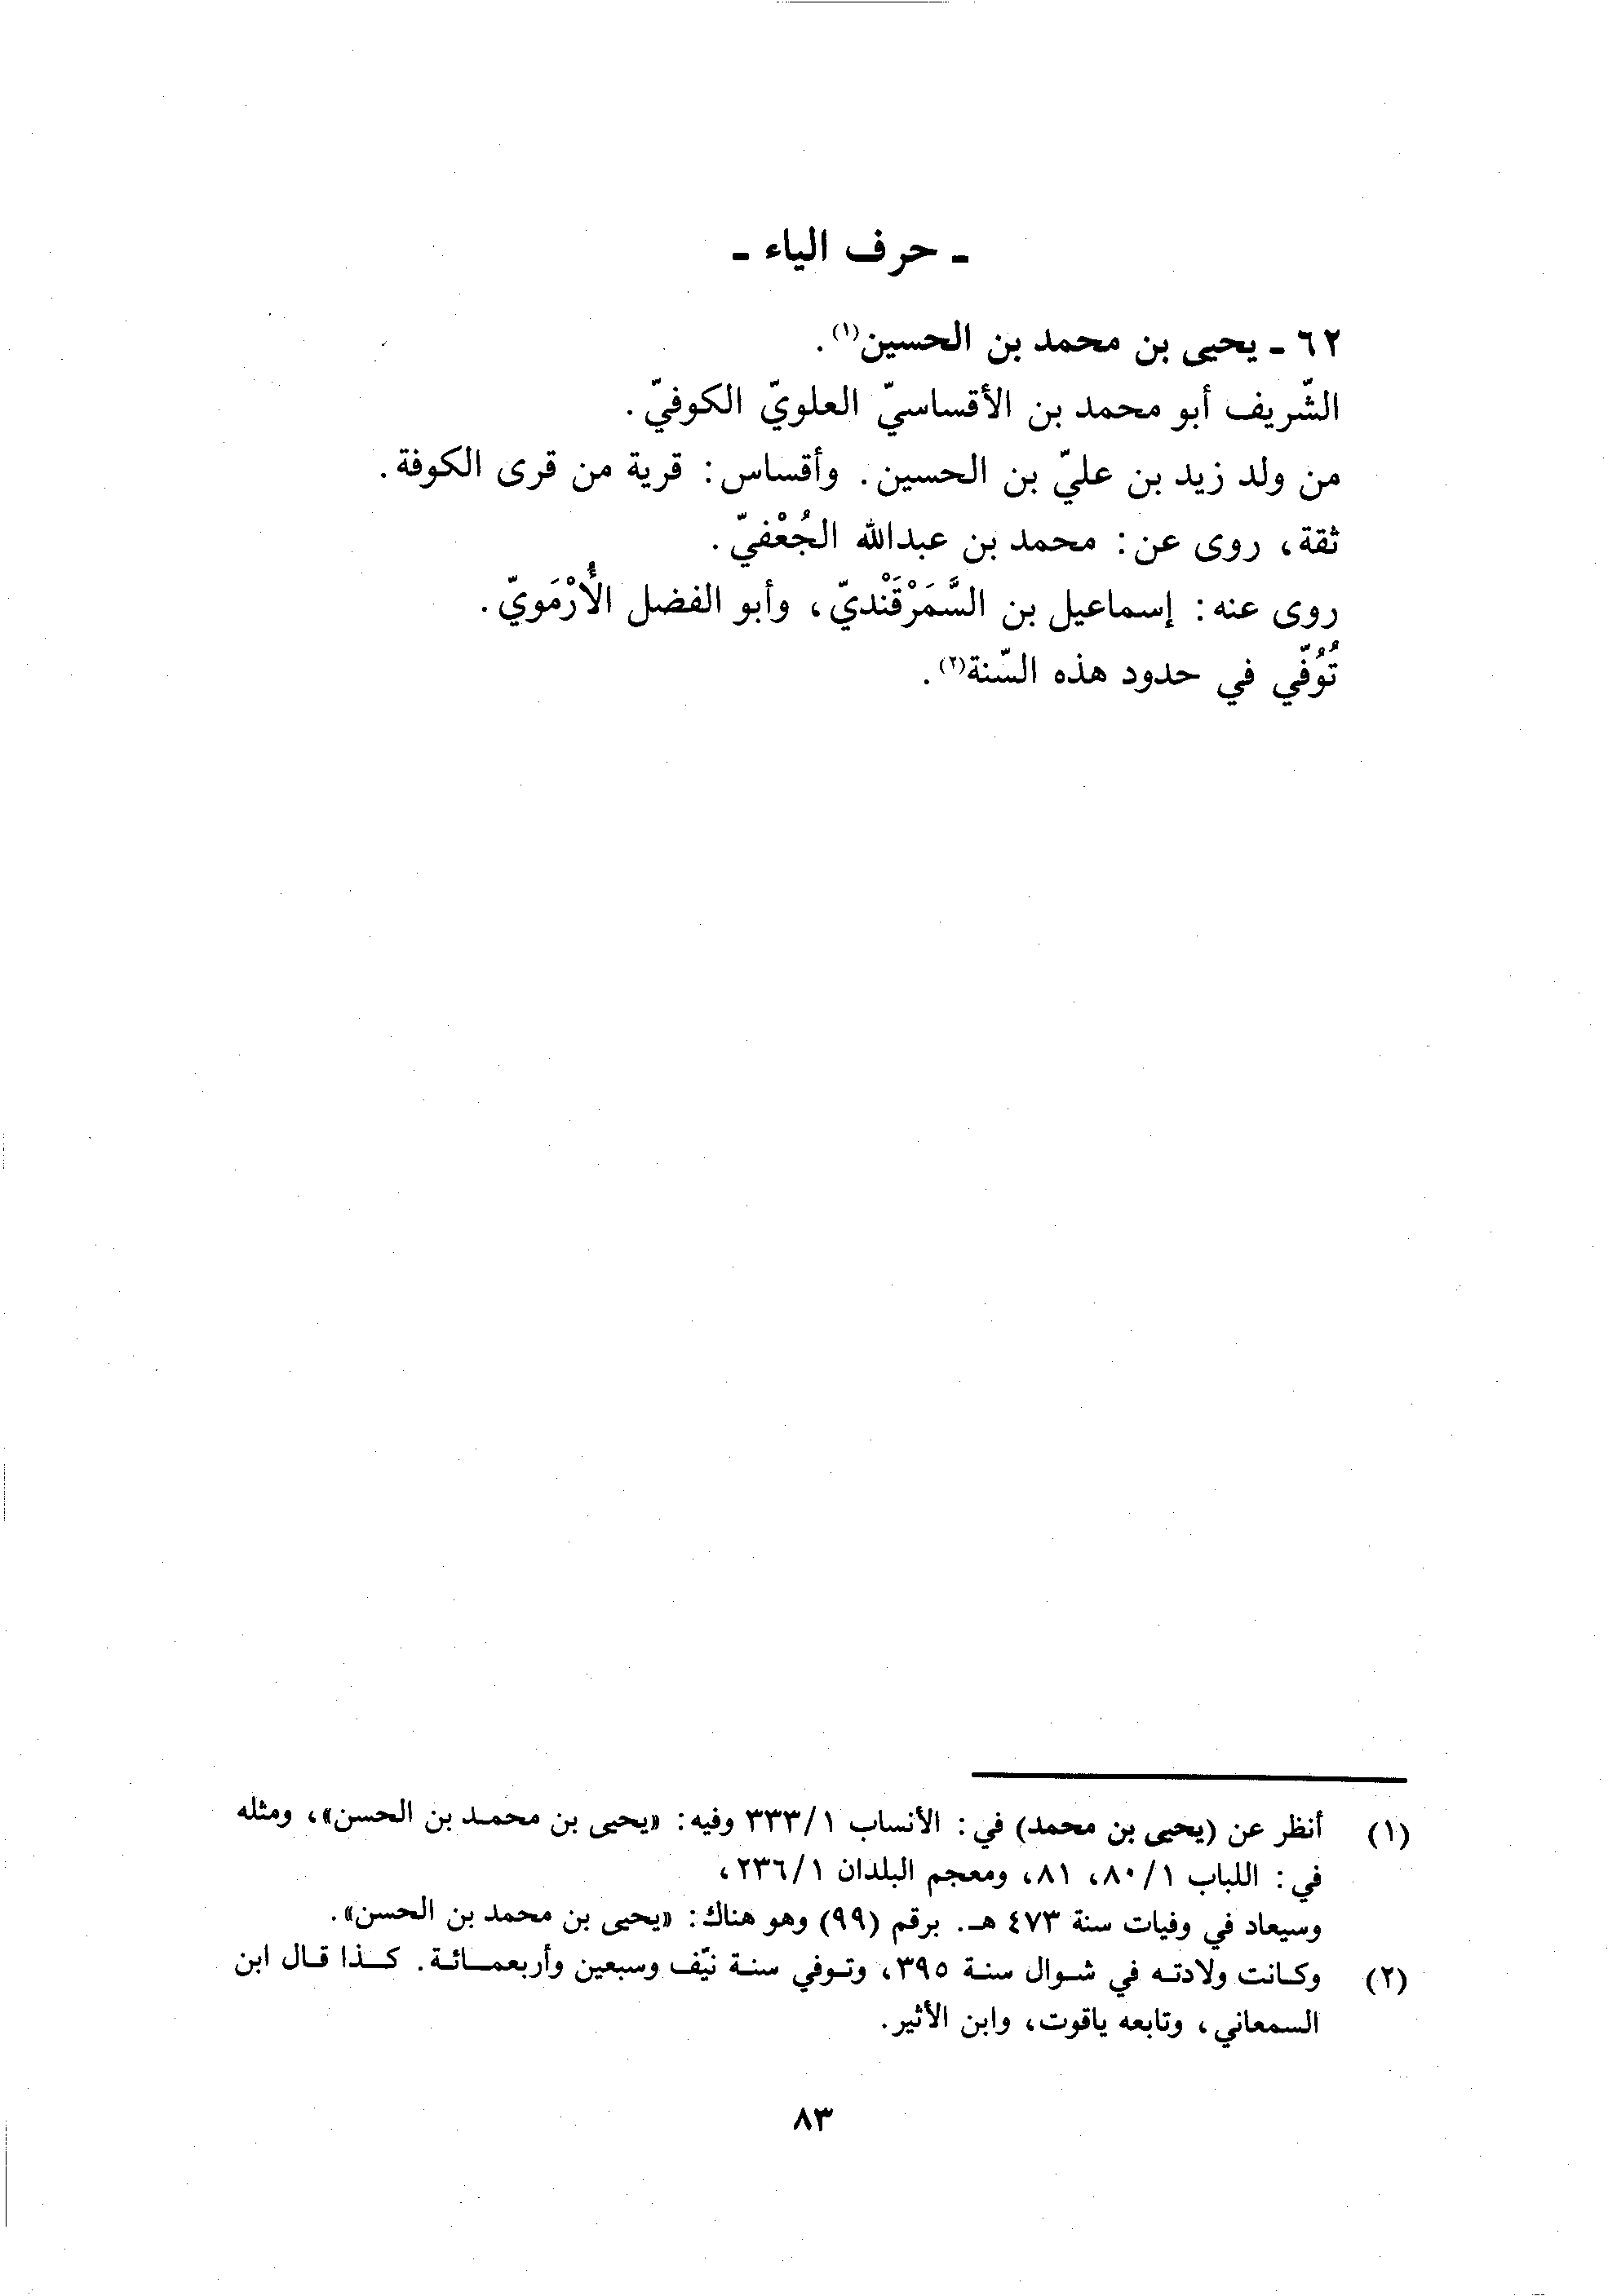 ـ حرف الياء ـ
٦٢ ـ يحيى بن محمد بن الحسين(١).
الشّريف أبو محمد بن الأقساسيّ العلويّ الكوفيّ.
من ولد زيد بن عليّ بن الحسين. وأقساس: قرية من قرى الكوفة.
ثقة، روى عن: محمد بن عبدالله الجُعْفيّ.
روى عنه: إسماعيل بن السَّمَرْقَنْديّ، وأبو الفضل الأُرْمَويّ.
تُوُفّي في حدود هذه السّنة(٢).
(١) أنظر عن (يحيى بن محمد) في: الأنساب ١/٣٣٣ وفيه: «يحيى بن محمد بن الحسن»، ومثله
في: اللباب ١/٨٠، ٨١، ومعجم البلدان ١/٢٣٦،
وسيعاد في وفيات سنة ٤٧٣ هـ. برقم (٩٩) وهو هناك: «يحيى بن محمد بن الحسن».
(٢) وكانت ولادته في شوال سنة ٣٩٥، وتوفي سنة نيّف وسبعين وأربعمائة. كذا قال ابن
السمعاني، وتابعه ياقوت، وابن الأثير.
٨٣